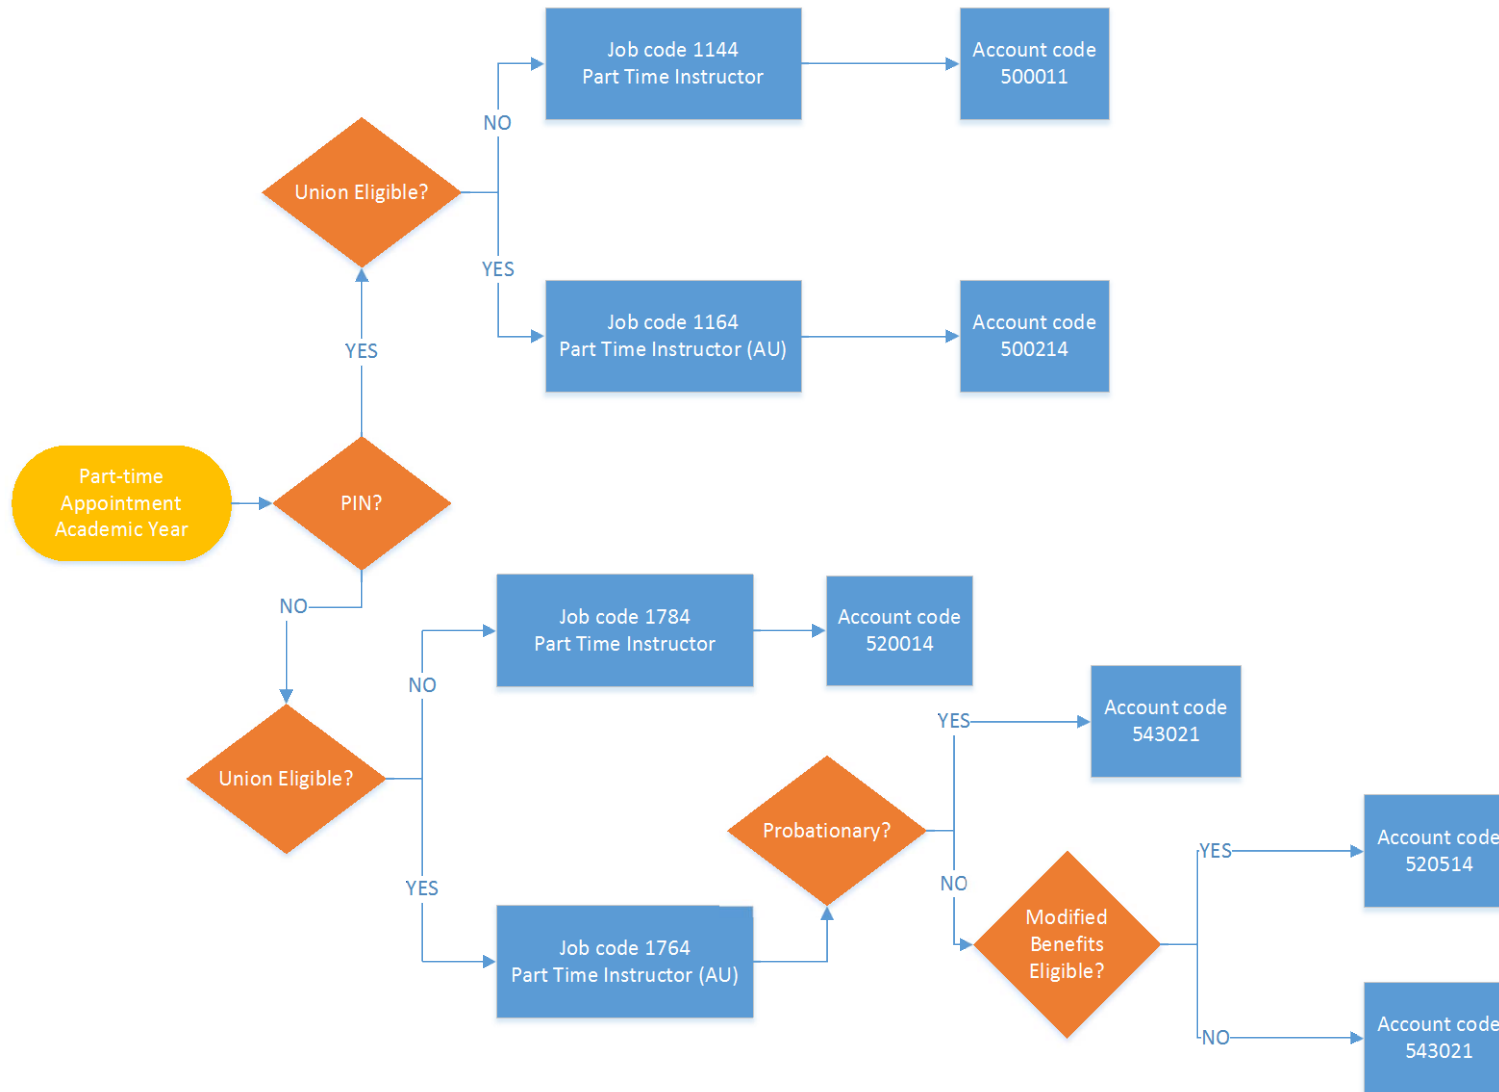 Job code 1144
Part Time Instructor
Account code
500011
NO
Union Eligible?
YES
Job code 1164
Part Time Instructor (AU)
Account code
500214
YES
Part-time
Appointment
Academic Year
PIN?
NO
Job code 1784
Part Time Instructor
Account code
520014
NO
Union Eligible?
YES
Job code 1764
Part Time Instructor (AU)
Probationary?
YES
Account code
543021
NO
Modified
Benefits
Eligible?
YES
Account code
520514
NO
Account code
543021